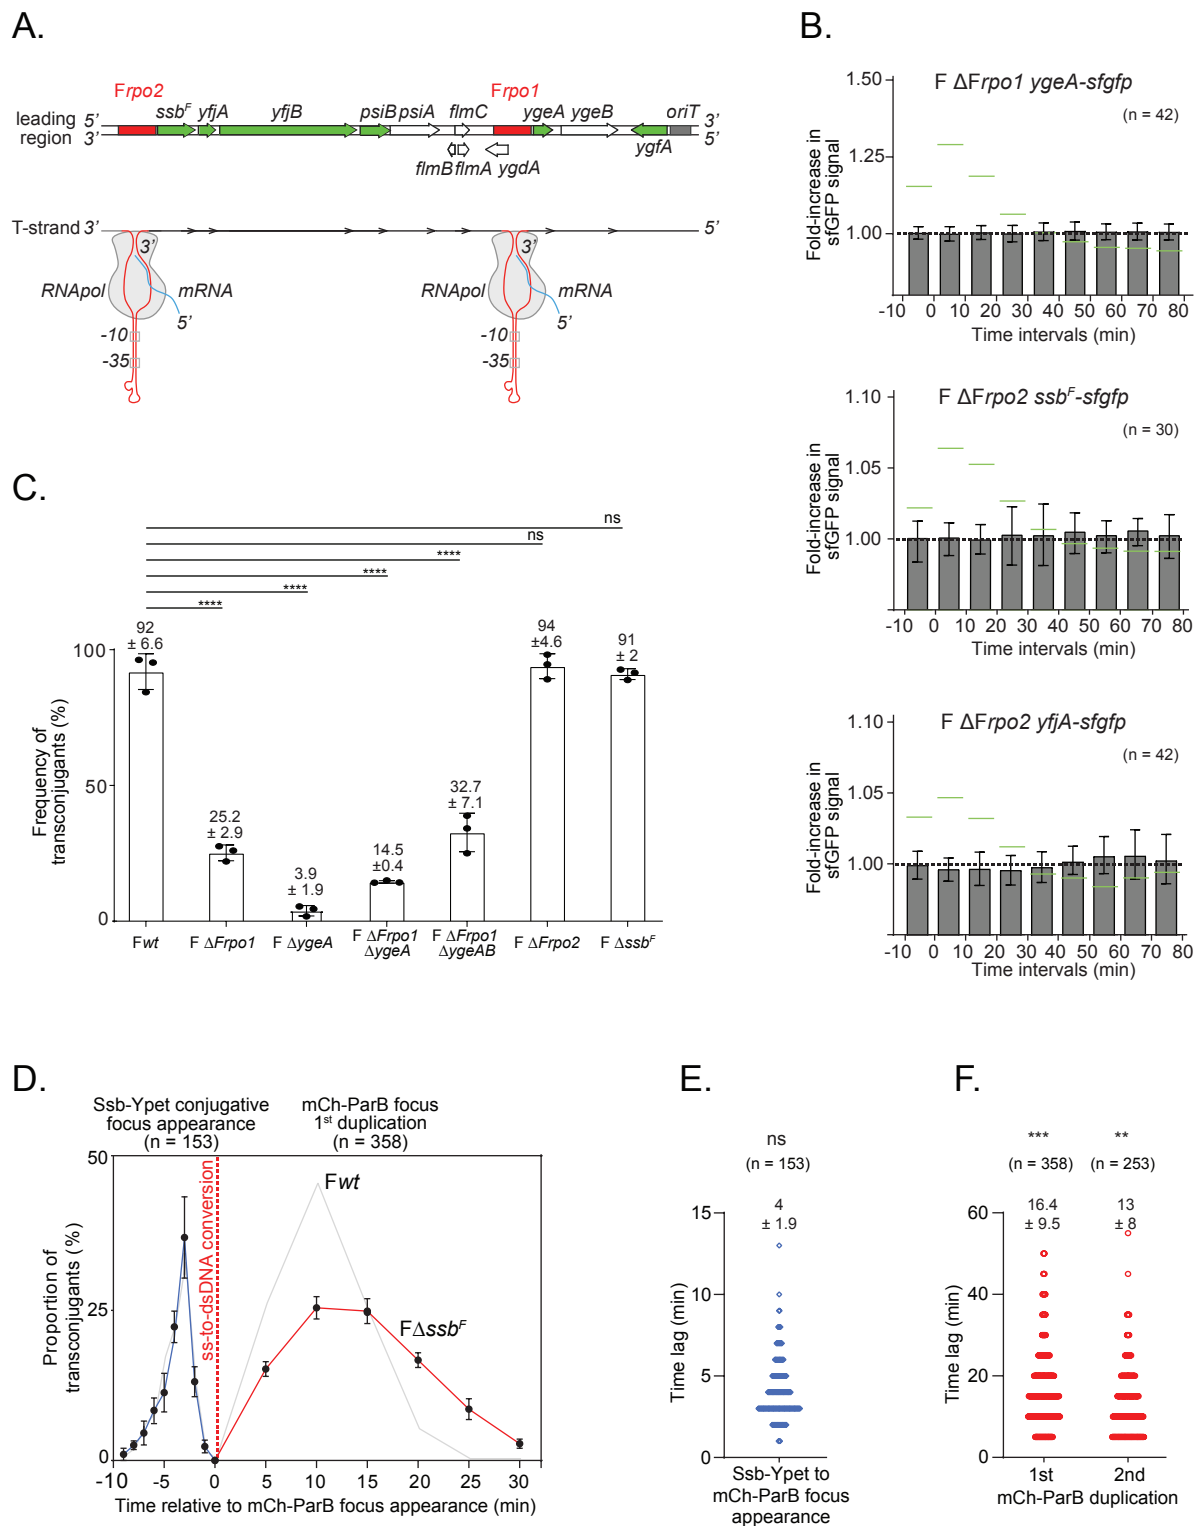 A.
Frpo2
Frpo1
ssbF yfjA yfjB psiB psiA flmC ygeA ygeB oriT
leading region 5' 3' 3' 5'
flmB flmA ygdA ygfA
T-strand 3' 5'
3' 3'
RNApol mRNA RNApol mRNA
5' 5'
-10 -10
-35 -35
B.
F ΔFrpo1 ygeA-sfgfp
(n = 42)
Fold-increase in
sfGFP signal
1.50
1.25
1.00
-10 0 10 20 30 40 50 60 70 80
Time intervals (min)
F ΔFrpo2 ssbF-sfgfp
(n = 30)
Fold-increase in
sfGFP signal
1.10
1.05
1.00
-10 0 10 20 30 40 50 60 70 80
Time intervals (min)
F ΔFrpo2 yfjA-sfgfp
(n = 42)
Fold-increase in
sfGFP signal
1.10
1.05
1.00
-10 0 10 20 30 40 50 60 70 80
Time intervals (min)
C.
ns
ns
****
****
****
****
Frequency of
transconjugants (%)
100
50
0
92
± 6.6
25.2
± 2.9
3.9
± 1.9
14.5
±0.4
32.7
± 7.1
94
±4.6
91
± 2
Fwt
F ΔFrpo1
F ΔygeA
F ΔFrpo1
ΔygeA
F ΔFrpo1
ΔygeAB
F ΔFrpo2
F ΔssbF
D.
Ssb-Ypet conjugative
focus appearance
(n = 153)
mCh-ParB focus
1st duplication
(n = 358)
Proportion of
transconjugants (%)
50
25
0
ss-to-dsDNA conversion
Fwt
FΔssbF
-10 -5 0 5 10 15 20 25 30
Time relative to mCh-ParB focus appearance (min)
E.
ns
(n = 153)
4
± 1.9
Time lag (min)
15
10
5
0
Ssb-Ypet to
mCh-ParB focus
appearance
F.
*** **
(n = 358) (n = 253)
16.4 13
± 9.5 ± 8
Time lag (min)
60
40
20
0
1st 2nd
mCh-ParB duplication